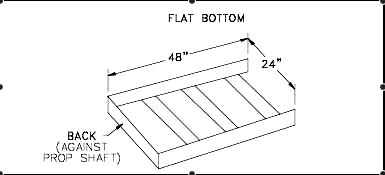 FLAT BOTTOM
48"
24"
BACK
(AGAINST
PROP SHAFT)